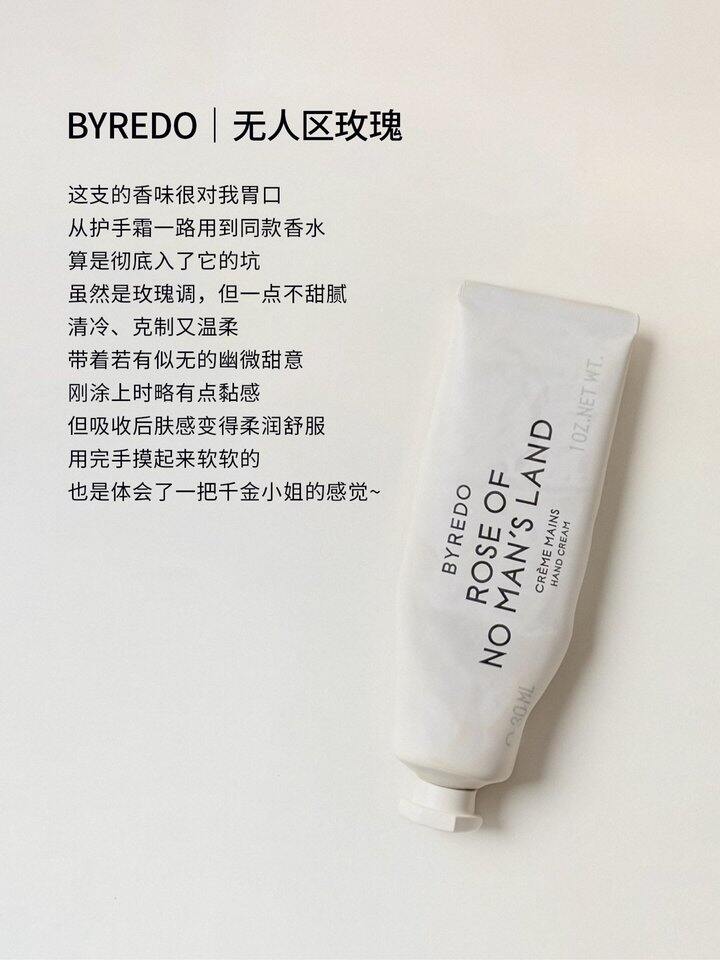 BYREDO｜无人区玫瑰
这支的香味很对我胃口
从护手霜一路用到同款香水
算是彻底入了它的坑
虽然是玫瑰调，但一点不甜腻
清冷、克制又温柔
带着若有似无的幽微甜意
刚涂上时略有点黏感
但吸收后肤感变得柔润舒服
用完手摸起来软软的
也是体会了一把千金小姐的感觉~
BYREDO
ROSE OF
NO MAN'S LAND
CRÈME MAINS
HAND CREAM
1 OZ. NET WT.
30 ML